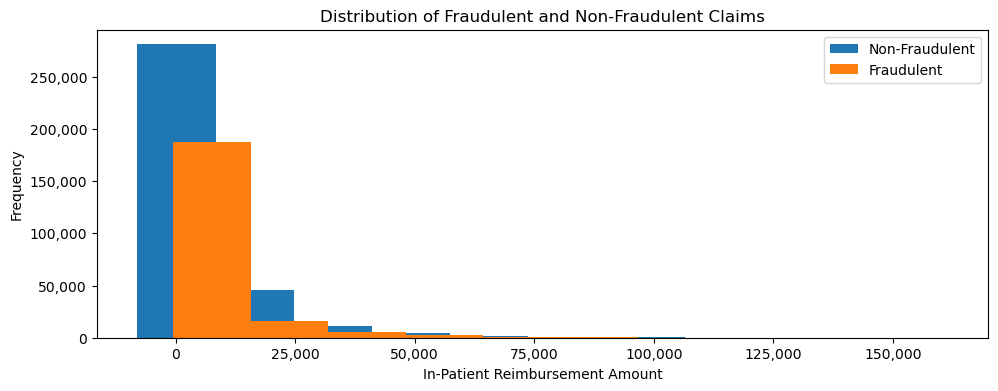 Distribution of Fraudulent and Non-Fraudulent Claims
Non-Fraudulent
Fraudulent
250,000
200,000
150,000
100,000
50,000
0
Frequency
0 25,000 50,000 75,000 100,000 125,000 150,000
In-Patient Reimbursement Amount